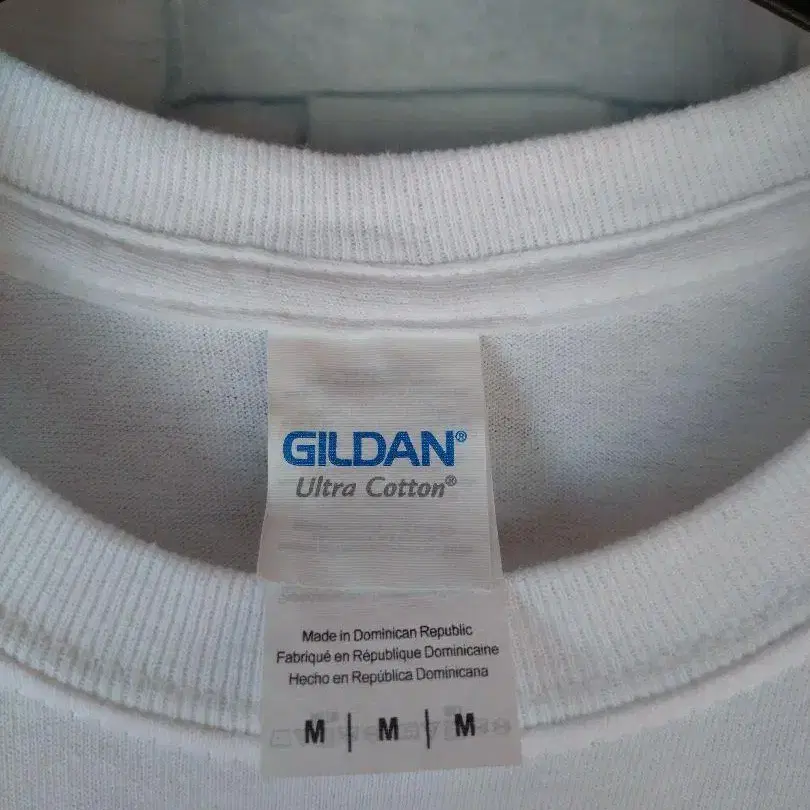 GILDAN®
Ultra Cotton®
Made in Dominican Republic
Fabriqué en République Dominicaine
Hecho en República Dominicana
M | M | M